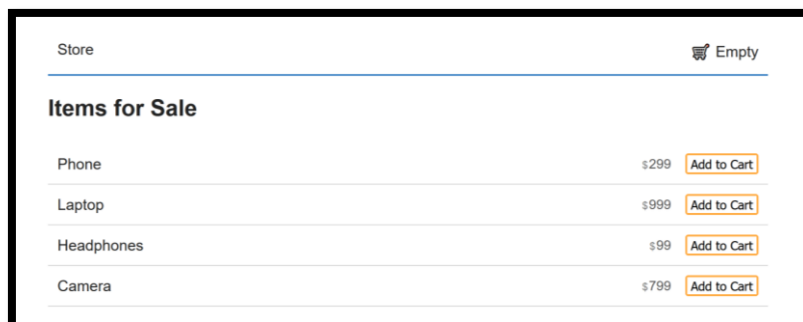 Store Empty
Items for Sale
Phone $299 Add to Cart
Laptop $999 Add to Cart
Headphones $99 Add to Cart
Camera $799 Add to Cart